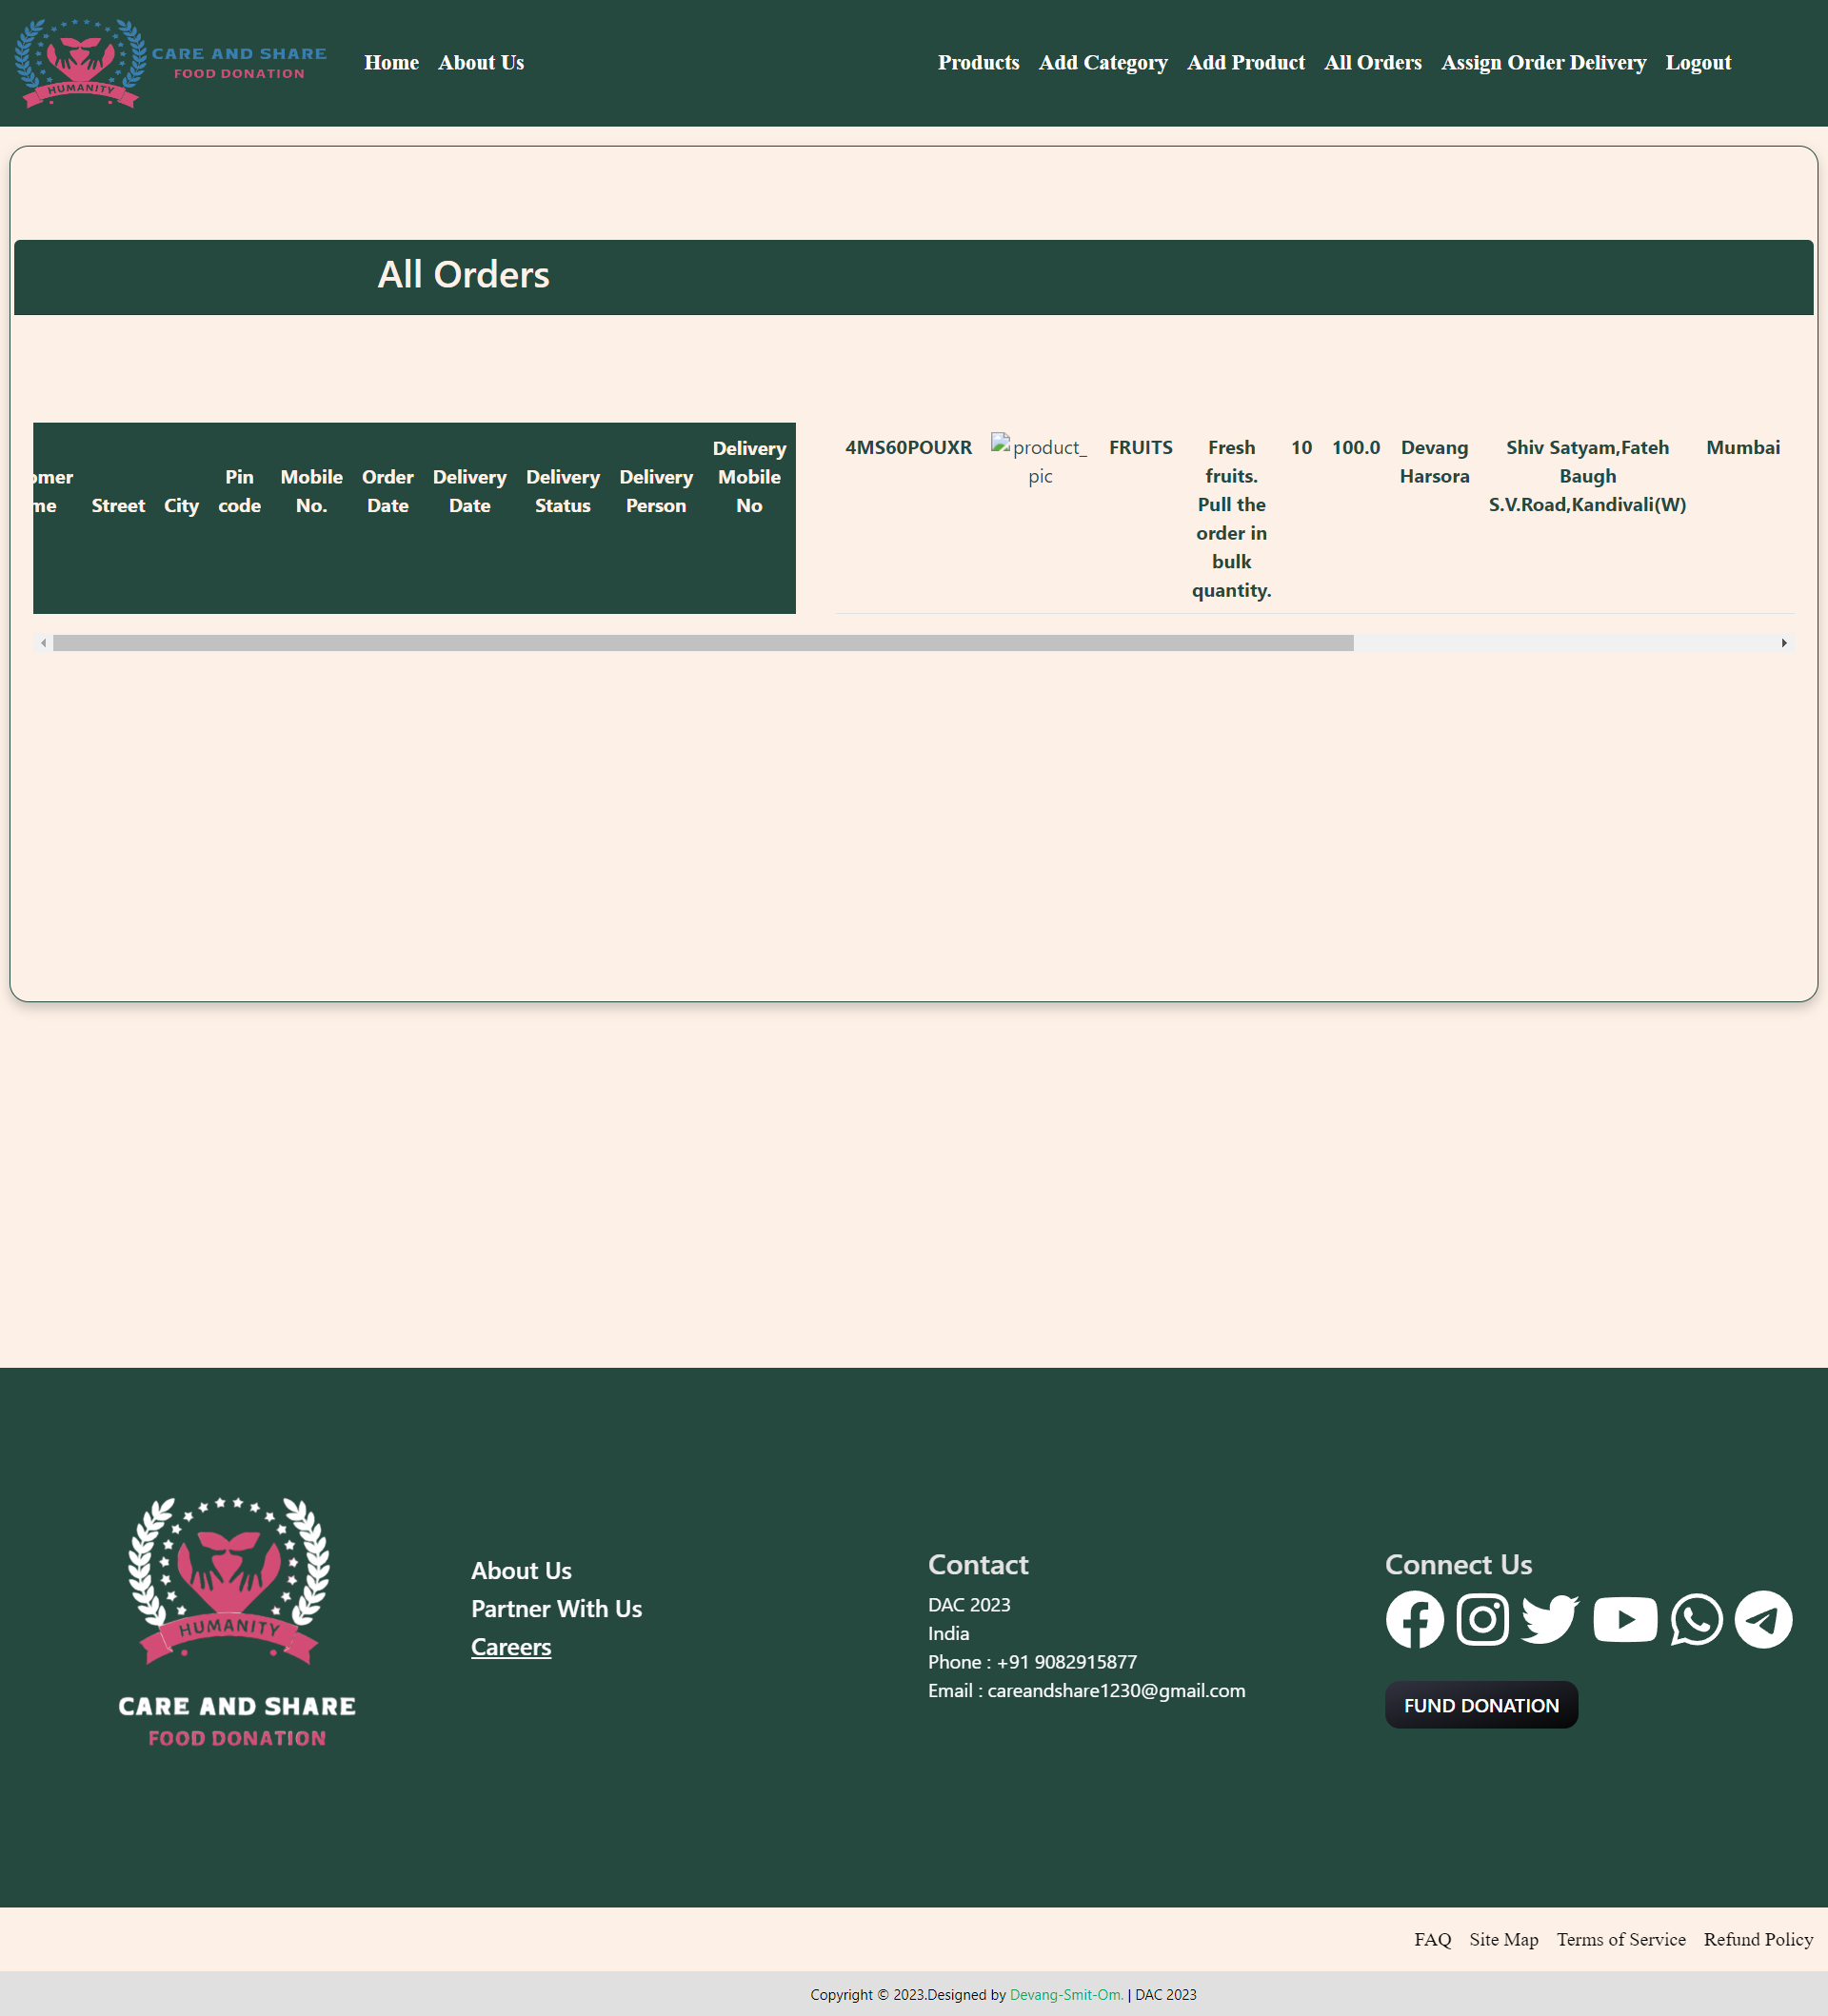 CARE AND SHARE
FOOD DONATION
HUMANITY
Home About Us Products Add Category Add Product All Orders Assign Order Delivery Logout
All Orders
omer
me
Street
City
Pin
code
Mobile
No.
Order
Date
Delivery
Date
Delivery
Status
Delivery
Person
Delivery
Mobile
No
4MS60POUXR
product_
pic
FRUITS
Fresh
fruits.
Pull the
order in
bulk
quantity.
10
100.0
Devang
Harsora
Shiv Satyam,Fateh
Baugh
S.V.Road,Kandivali(W)
Mumbai
HUMANITY
CARE AND SHARE
FOOD DONATION
About Us
Partner With Us
Careers
Contact
DAC 2023
India
Phone : +91 9082915877
Email : careandshare1230@gmail.com
Connect Us
FUND DONATION
FAQ Site Map Terms of Service Refund Policy
Copyright © 2023.Designed by Devang-Smit-Om. | DAC 2023